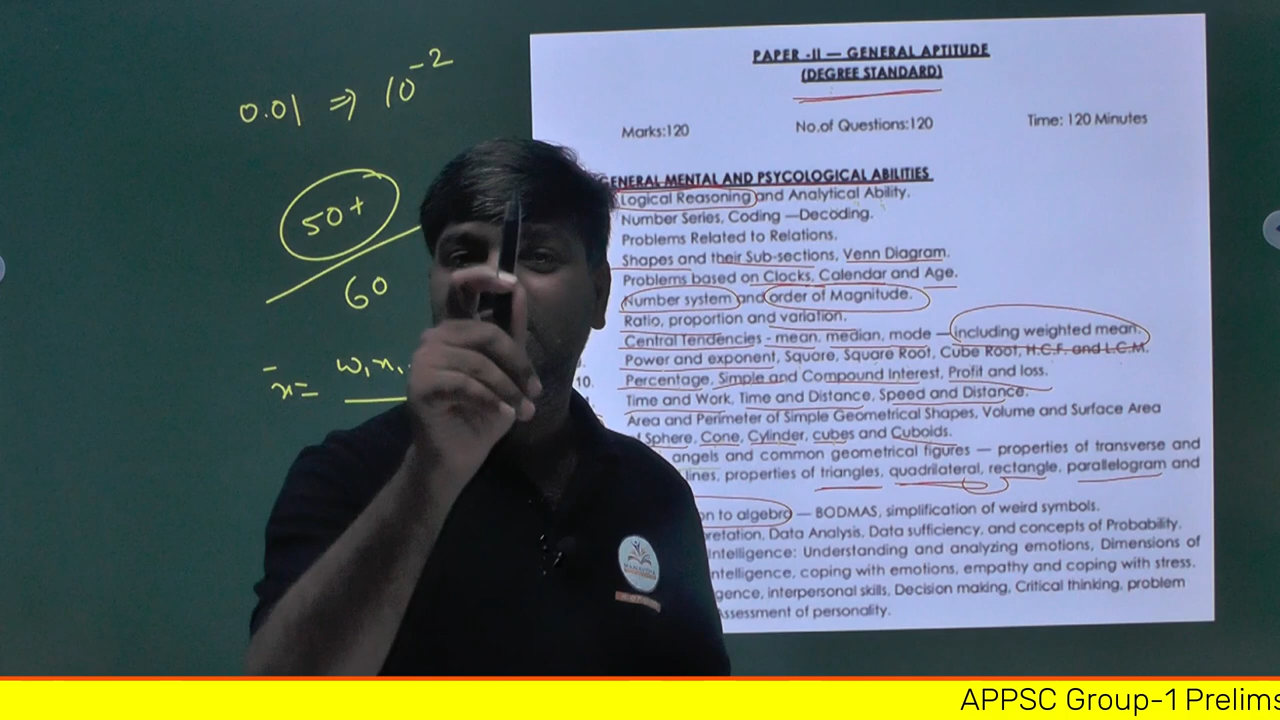 0.01 ⇒ 10⁻²
50+
60
x̄ = w₁x₁
PAPER -II — GENERAL APTITUDE
(DEGREE STANDARD)
Marks:120 No.of Questions:120 Time: 120 Minutes
GENERAL MENTAL AND PSYCOLOGICAL ABILITIES
Logical Reasoning and Analytical Ability.
Number Series, Coding —Decoding.
Problems Related to Relations.
Shapes and their Sub-sections, Venn Diagram.
Problems based on Clocks, Calendar and Age.
Number system and order of Magnitude.
Ratio, proportion and variation.
Central Tendencies - mean, median, mode — including weighted mean.
Power and exponent, Square, Square Root, Cube Root, H.C.F. and L.C.M.
10. Percentage, Simple and Compound Interest, Profit and loss.
Time and Work, Time and Distance, Speed and Distance.
Area and Perimeter of Simple Geometrical Shapes, Volume and Surface Area
Sphere, Cone, Cylinder, cubes and Cuboids.
angels and common geometrical figures — properties of transverse and
lines, properties of triangles, quadrilateral, rectangle, parallelogram and
to algebra — BODMAS, simplification of weird symbols.
Data Analysis, Data sufficiency, and concepts of Probability.
Intelligence: Understanding and analyzing emotions, Dimensions of
ntelligence, coping with emotions, empathy and coping with stress.
gence, interpersonal skills, Decision making, Critical thinking, problem
Assessment of personality.
APPSC Group-1 Prelims